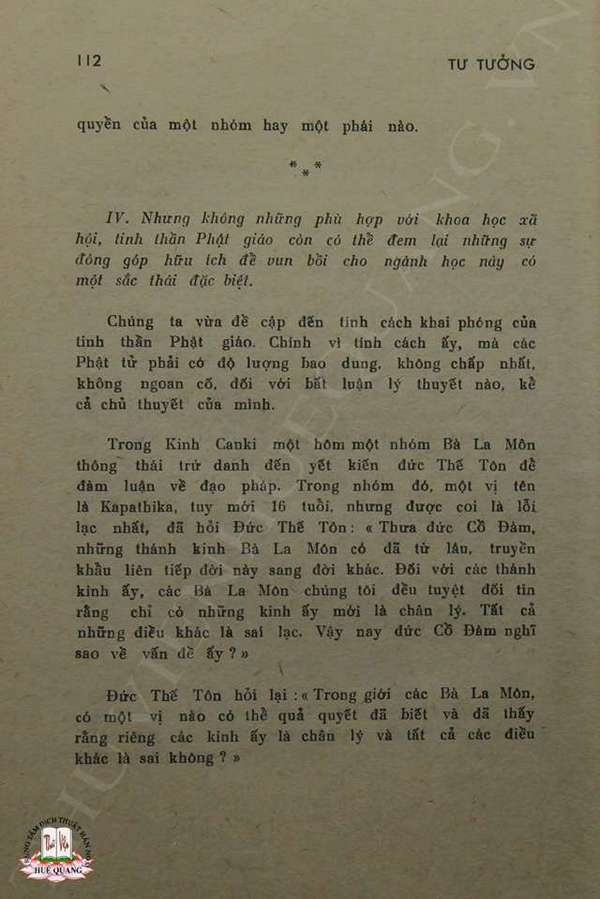 112
TƯ TƯỞNG
quyền của một nhóm hay một phái nào.
* * *
IV. Nhưng không những phù hợp với khoa học xã
hội, tinh thần Phật giáo còn có thể đem lại những sự
đóng góp hữu ích để vun bồi cho ngành học này có
một sắc thái đặc biệt.
Chúng ta vừa đề cập đến tính cách khai phóng của
tinh thần Phật giáo. Chính vì tính cách ấy, mà các
Phật tử phải có độ lượng bao dung, không chấp nhất,
không ngoan cố, đối với bất luận lý thuyết nào, kể
cả chủ thuyết của mình.
Trong Kinh Canki một hôm một nhóm Bà La Môn
thông thái trứ danh đến yết kiến đức Thế Tôn để
đàm luận về đạo pháp. Trong nhóm đó, một vị tên
là Kapathika, tuy mới 16 tuổi, nhưng được coi là lỗi
lạc nhất, đã hỏi Đức Thế Tôn : « Thưa đức Cồ Đàm,
những thánh kinh Bà La Môn có đã từ lâu, truyền
khẩu liên tiếp đời này sang đời khác. Đối với các thánh
kinh ấy, các Bà La Môn chúng tôi đều tuyệt đối tin
rằng chỉ có những kinh ấy mới là chân lý. Tất cả
những điều khác là sai lạc. Vậy nay đức Cồ Đàm nghĩ
sao về vấn đề ấy ? »
Đức Thế Tôn hỏi lại : « Trong giới các Bà La Môn,
có một vị nào có thể quả quyết đã biết và đã thấy
rằng riêng các kinh ấy là chân lý và tất cả các điều
khác là sai không ? »
TRUNG TÂM DỊCH THUẬT HÁN NÔM
HUỆ QUANG